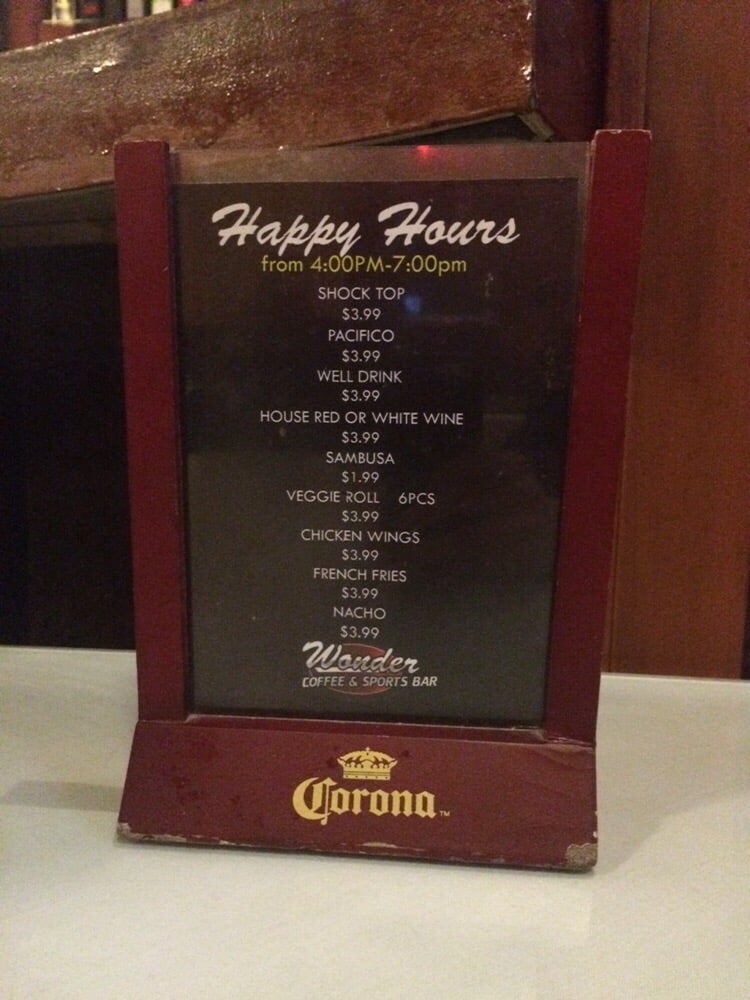 Happy Hours
from 4:00PM-7:00pm
SHOCK TOP
$3.99
PACIFICO
$3.99
WELL DRINK
$3.99
HOUSE RED OR WHITE WINE
$3.99
SAMBUSA
$1.99
VEGGIE ROLL 6PCS
$3.99
CHICKEN WINGS
$3.99
FRENCH FRIES
$3.99
NACHO
$3.99
Wonder
COFFEE & SPORTS BAR
Corona™